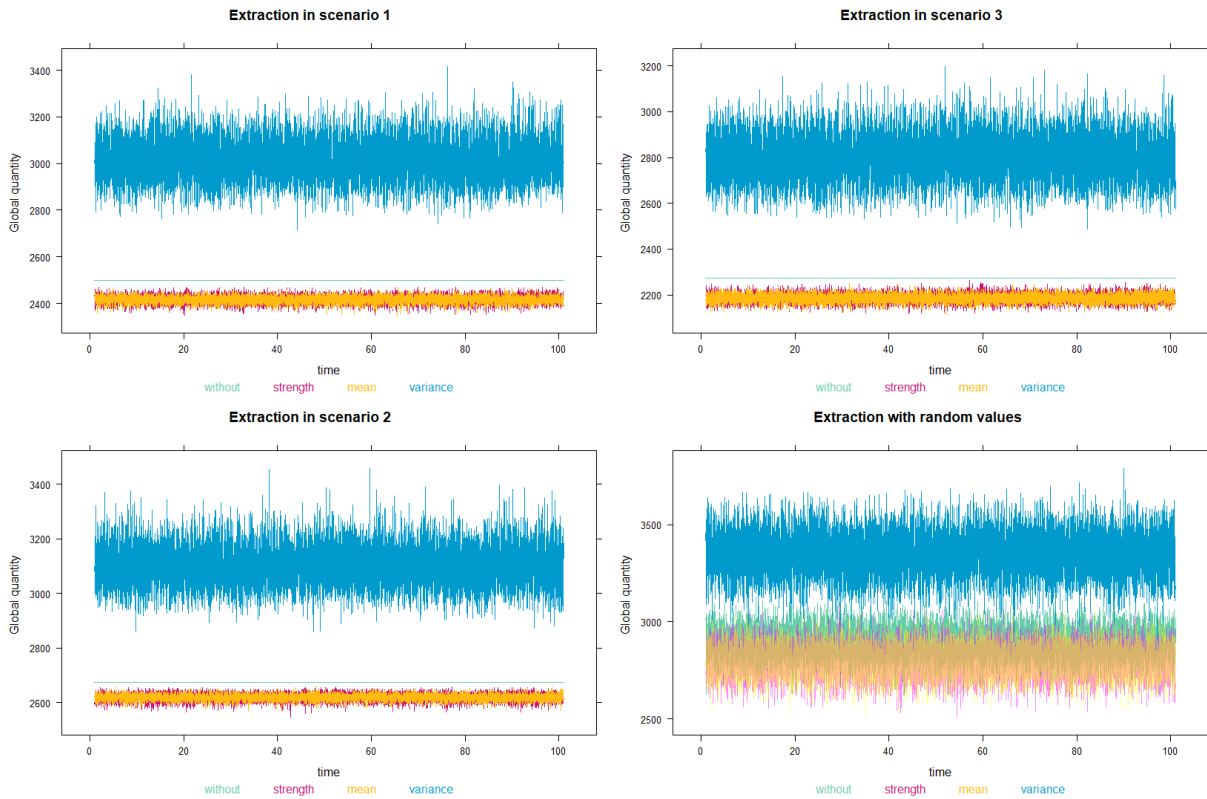 Extraction in scenario 1
Global quantity
3400
3200
3000
2800
2600
2400
0 20 40 60 80 100
time
without strength mean variance
Extraction in scenario 3
Global quantity
3200
3000
2800
2600
2400
2200
0 20 40 60 80 100
time
without strength mean variance
Extraction in scenario 2
Global quantity
3400
3200
3000
2800
2600
0 20 40 60 80 100
time
without strength mean variance
Extraction with random values
Global quantity
3500
3000
2500
0 20 40 60 80 100
time
without strength mean variance